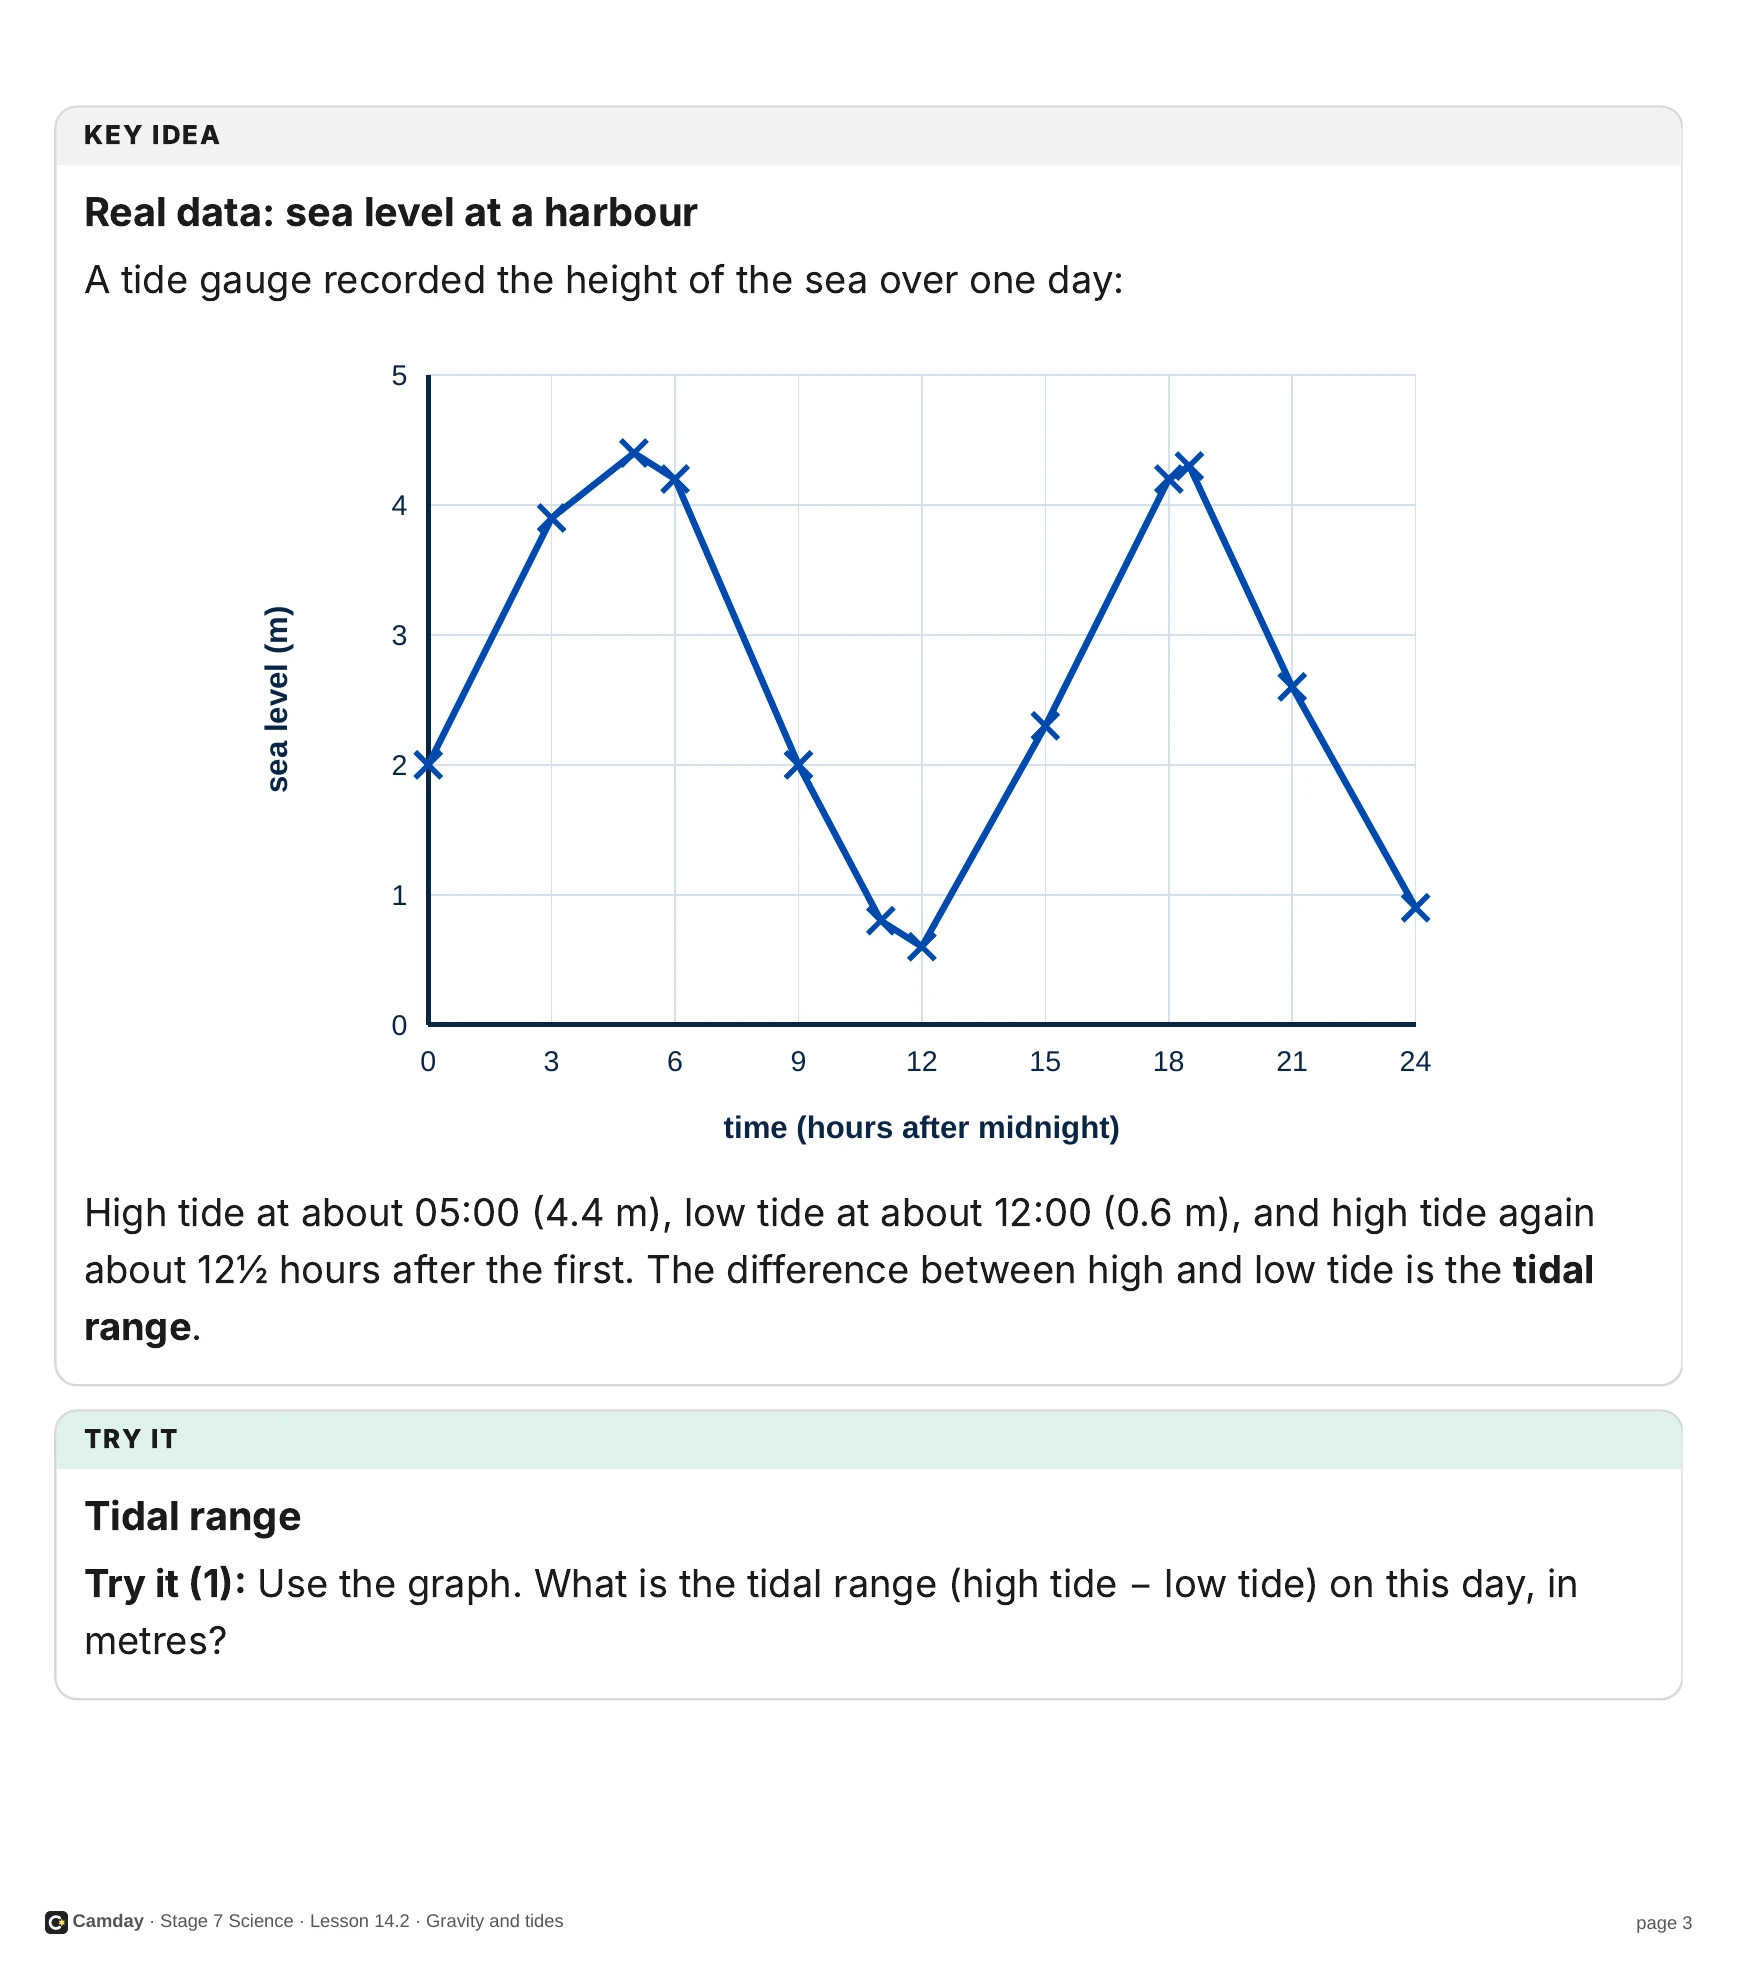 KEY IDEA
Real data: sea level at a harbour
A tide gauge recorded the height of the sea over one day:
5
4
3
2
1
0
sea level (m)
0 3 6 9 12 15 18 21 24
time (hours after midnight)
High tide at about 05:00 (4.4 m), low tide at about 12:00 (0.6 m), and high tide again
about 12½ hours after the first. The difference between high and low tide is the tidal
range.
TRY IT
Tidal range
Try it (1): Use the graph. What is the tidal range (high tide − low tide) on this day, in
metres?
Camday · Stage 7 Science · Lesson 14.2 · Gravity and tides
page 3